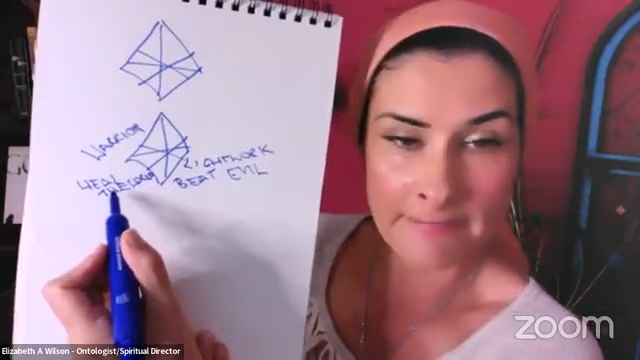 WARRIOR
LIGHTWORK
HEAL
BEAT EVIL
Elizabeth A Wilson - Ontologist/Spiritual Director
zoom